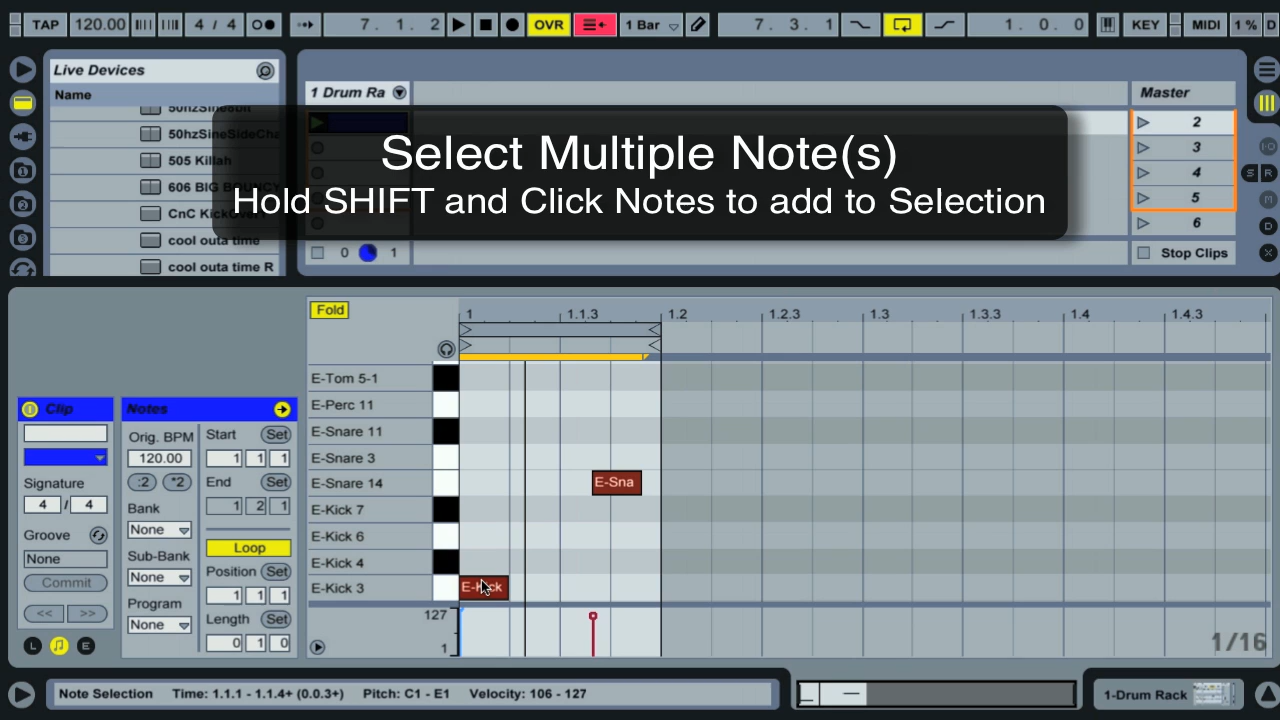 TAP 120.00 4 / 4 7. 1. 2 OVR 1 Bar 7. 3. 1 1. 0. 0 KEY MIDI 1 % D
Live Devices
Name
50hzSine8bit
50hzSineSideCha
505 Killah
606 BIG BOUNCY
CnC KickOver
cool outa time
cool outa time R
1 Drum Ra
Master
2
3
4
5
6
S R
M
D
X
0 1
Stop Clips
Select Multiple Note(s)
Hold SHIFT and Click Notes to add to Selection
Fold
1 1.1.3 1.2 1.2.3 1.3 1.3.3 1.4 1.4.3
E-Tom 5-1
E-Perc 11
E-Snare 11
E-Snare 3
E-Snare 14
E-Sna
E-Kick 7
E-Kick 6
E-Kick 4
E-Kick 3
E-Kick
127
1
1/16
Clip
Signature
4 / 4
Groove
None
Commit
<< >>
L E
Notes
Orig. BPM
120.00
:2 *2
Bank
None
Sub-Bank
None
Program
None
Start Set
1 1 1
End Set
1 2 1
Loop
Position Set
1 1 1
Length Set
0 1 0
Note Selection Time: 1.1.1 - 1.1.4+ (0.0.3+) Pitch: C1 - E1 Velocity: 106 - 127
1-Drum Rack